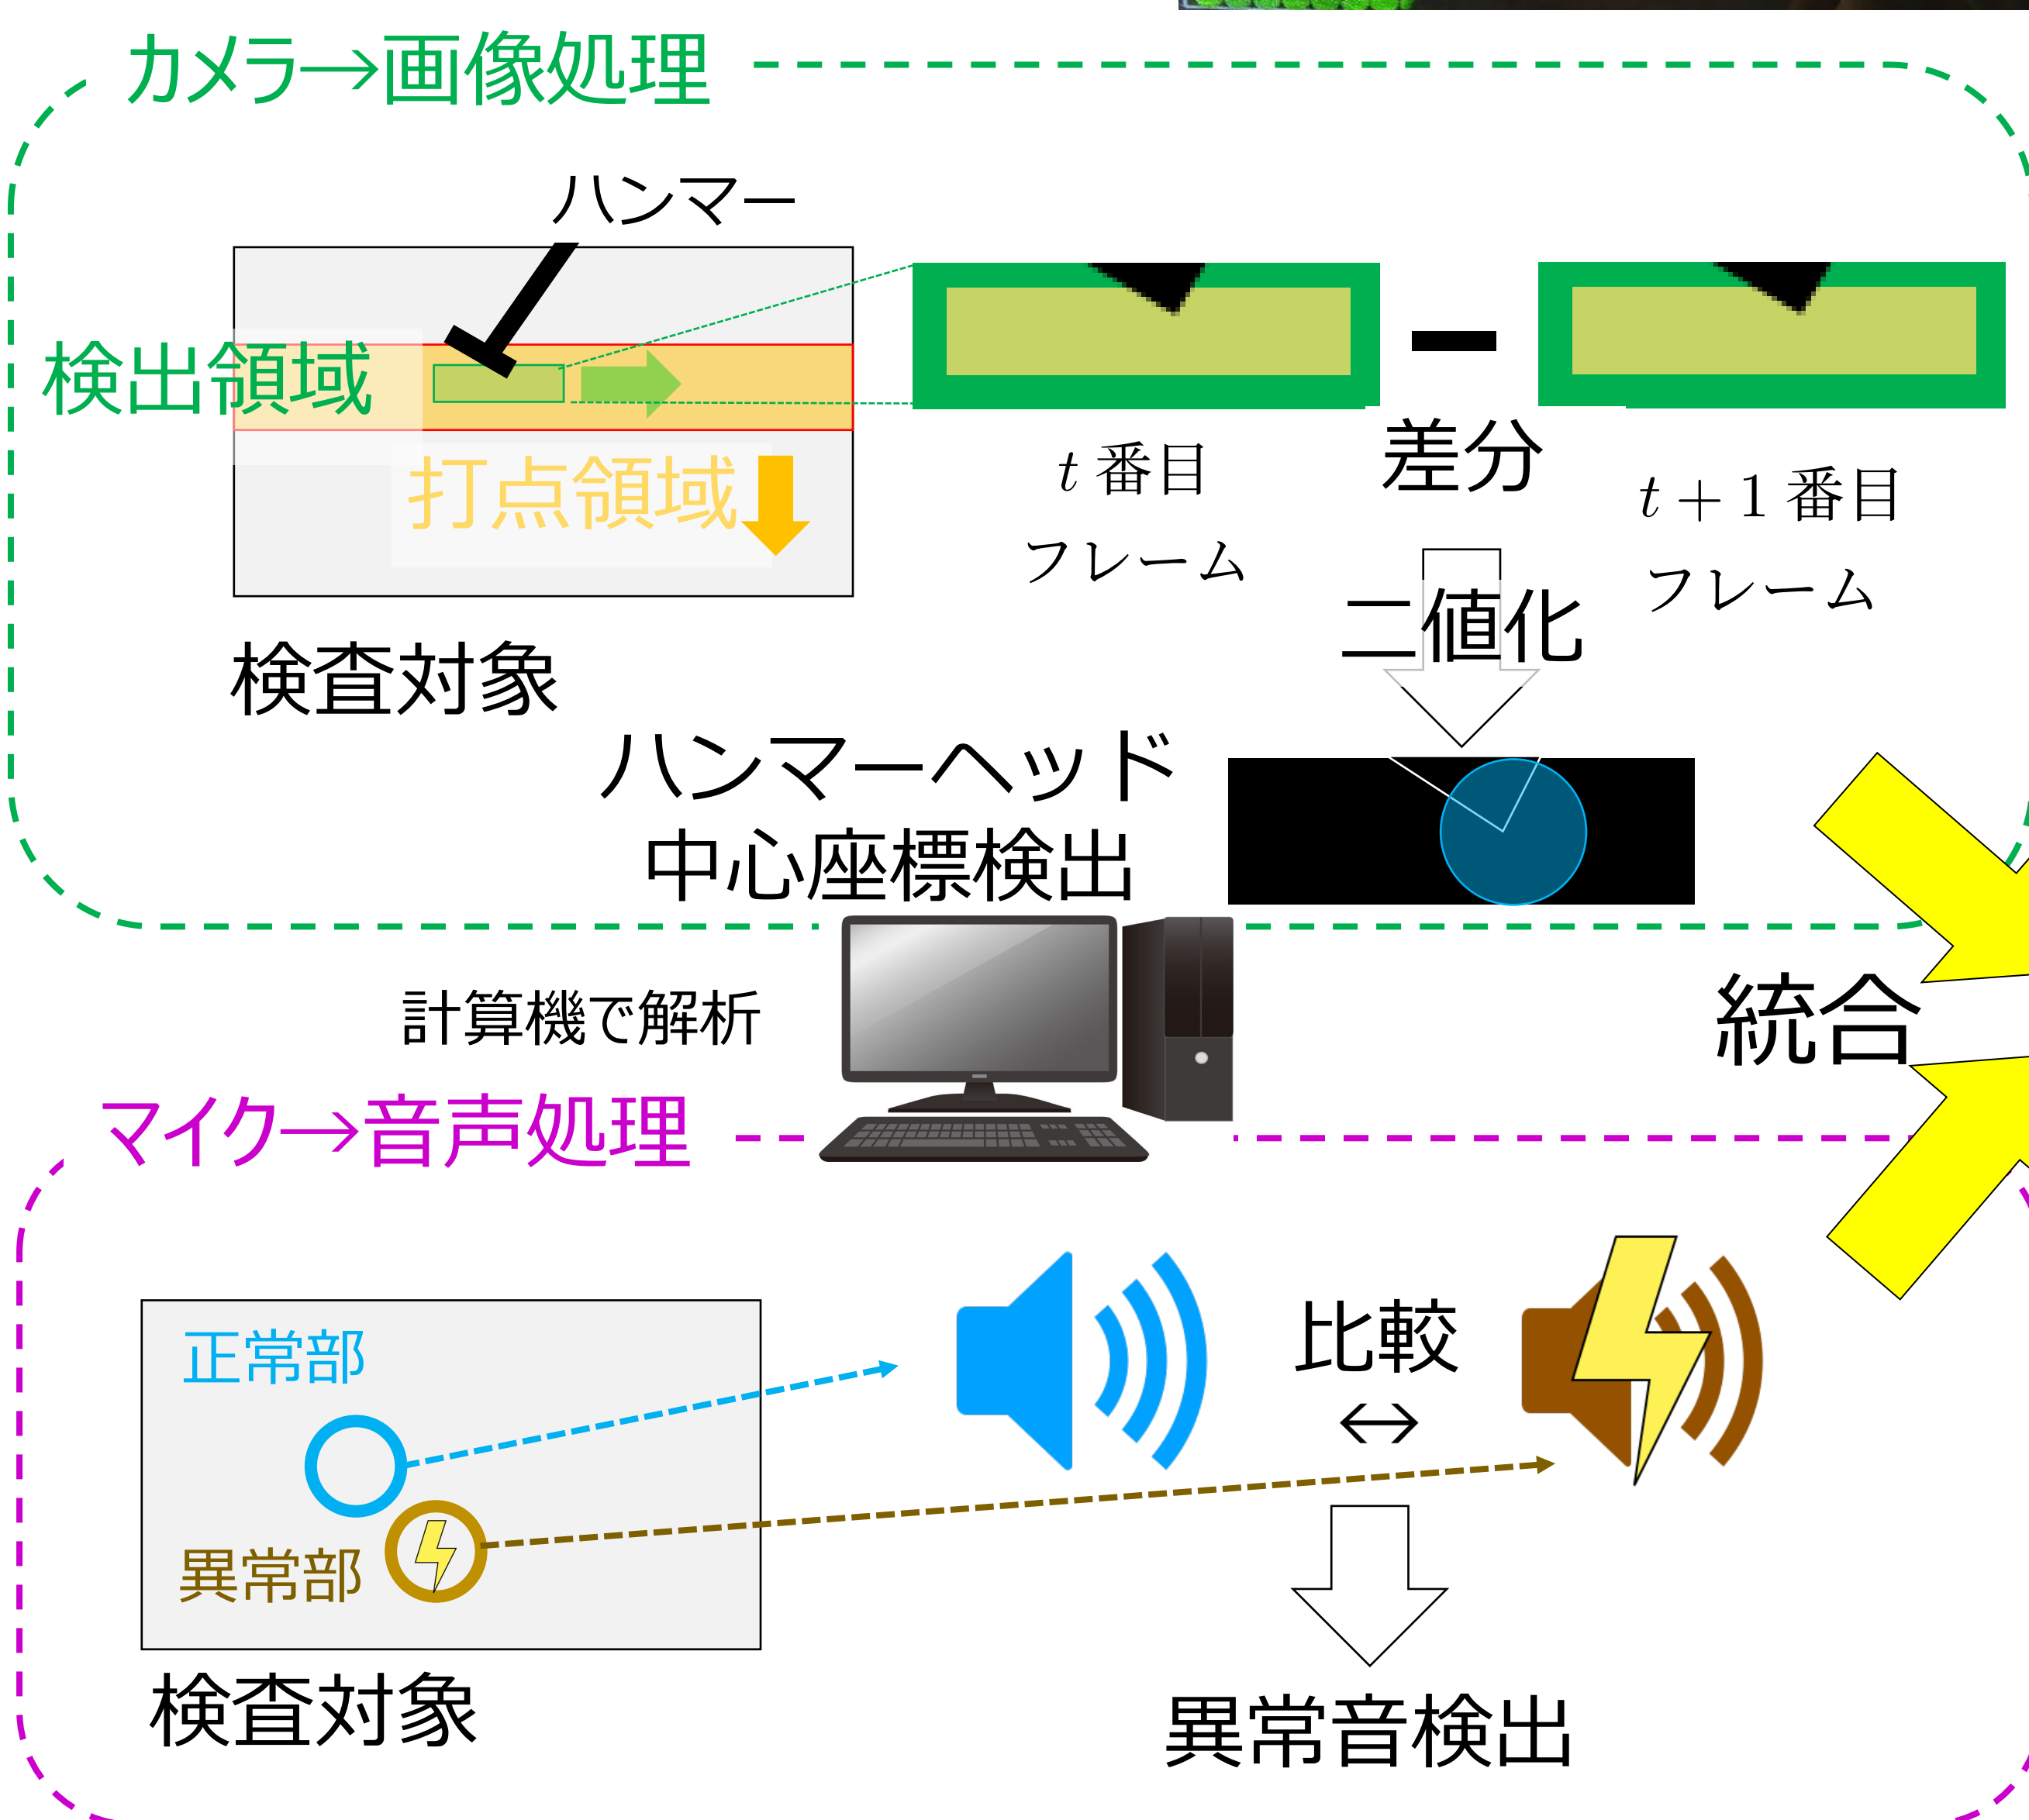 カメラ→画像処理
ハンマー
検出領域
打点領域
検査対象
t 番目
フレーム
差分
t + 1 番目
フレーム
二値化
ハンマーヘッド
中心座標検出
計算機で解析
統合
マイク→音声処理
正常部
異常部
検査対象
比較
↔
異常音検出